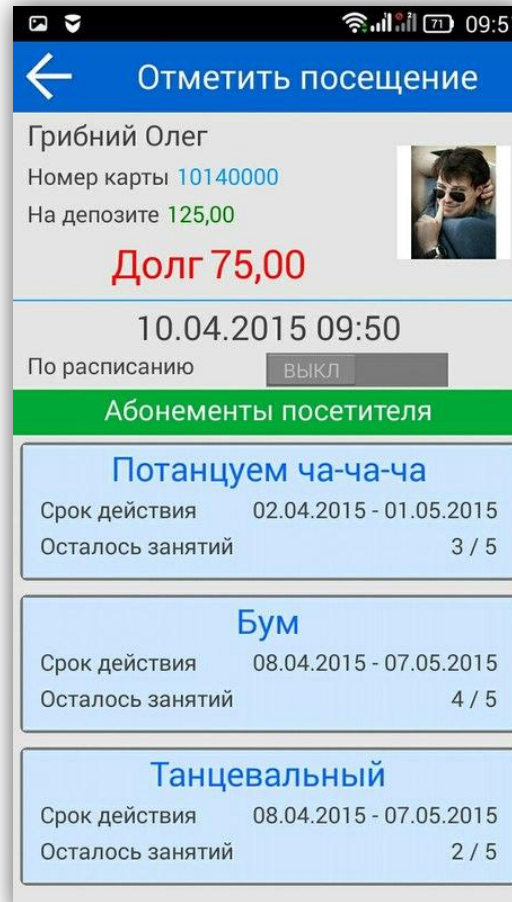 71 09:5
Отметить посещение
Грибний Олег
Номер карты 10140000
На депозите 125,00
Долг 75,00
10.04.2015 09:50
По расписанию ВЫКЛ
Абонементы посетителя
Потанцуем ча-ча-ча
Срок действия 02.04.2015 - 01.05.2015
Осталось занятий 3 / 5
Бум
Срок действия 08.04.2015 - 07.05.2015
Осталось занятий 4 / 5
Танцевальный
Срок действия 08.04.2015 - 07.05.2015
Осталось занятий 2 / 5